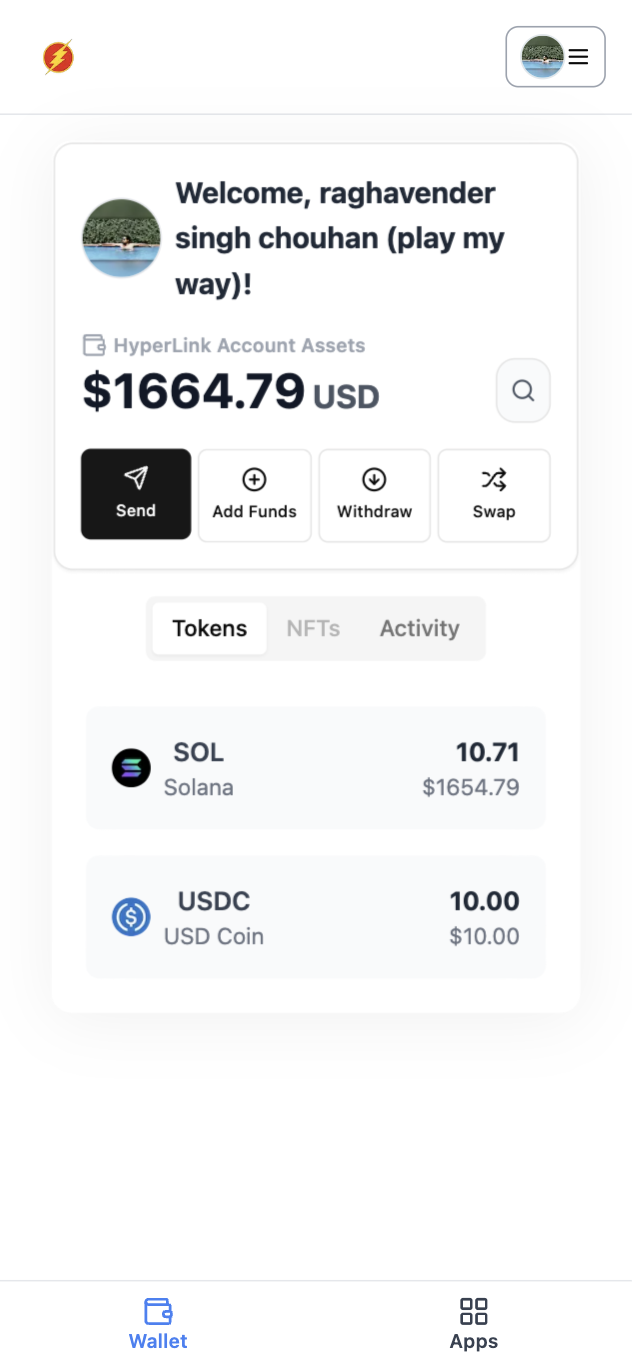 Welcome, raghavender
singh chouhan (play my
way)!
HyperLink Account Assets
$1664.79 USD
Send
Add Funds
Withdraw
Swap
Tokens
NFTs
Activity
SOL
10.71
Solana
$1654.79
USDC
10.00
USD Coin
$10.00
Wallet
Apps